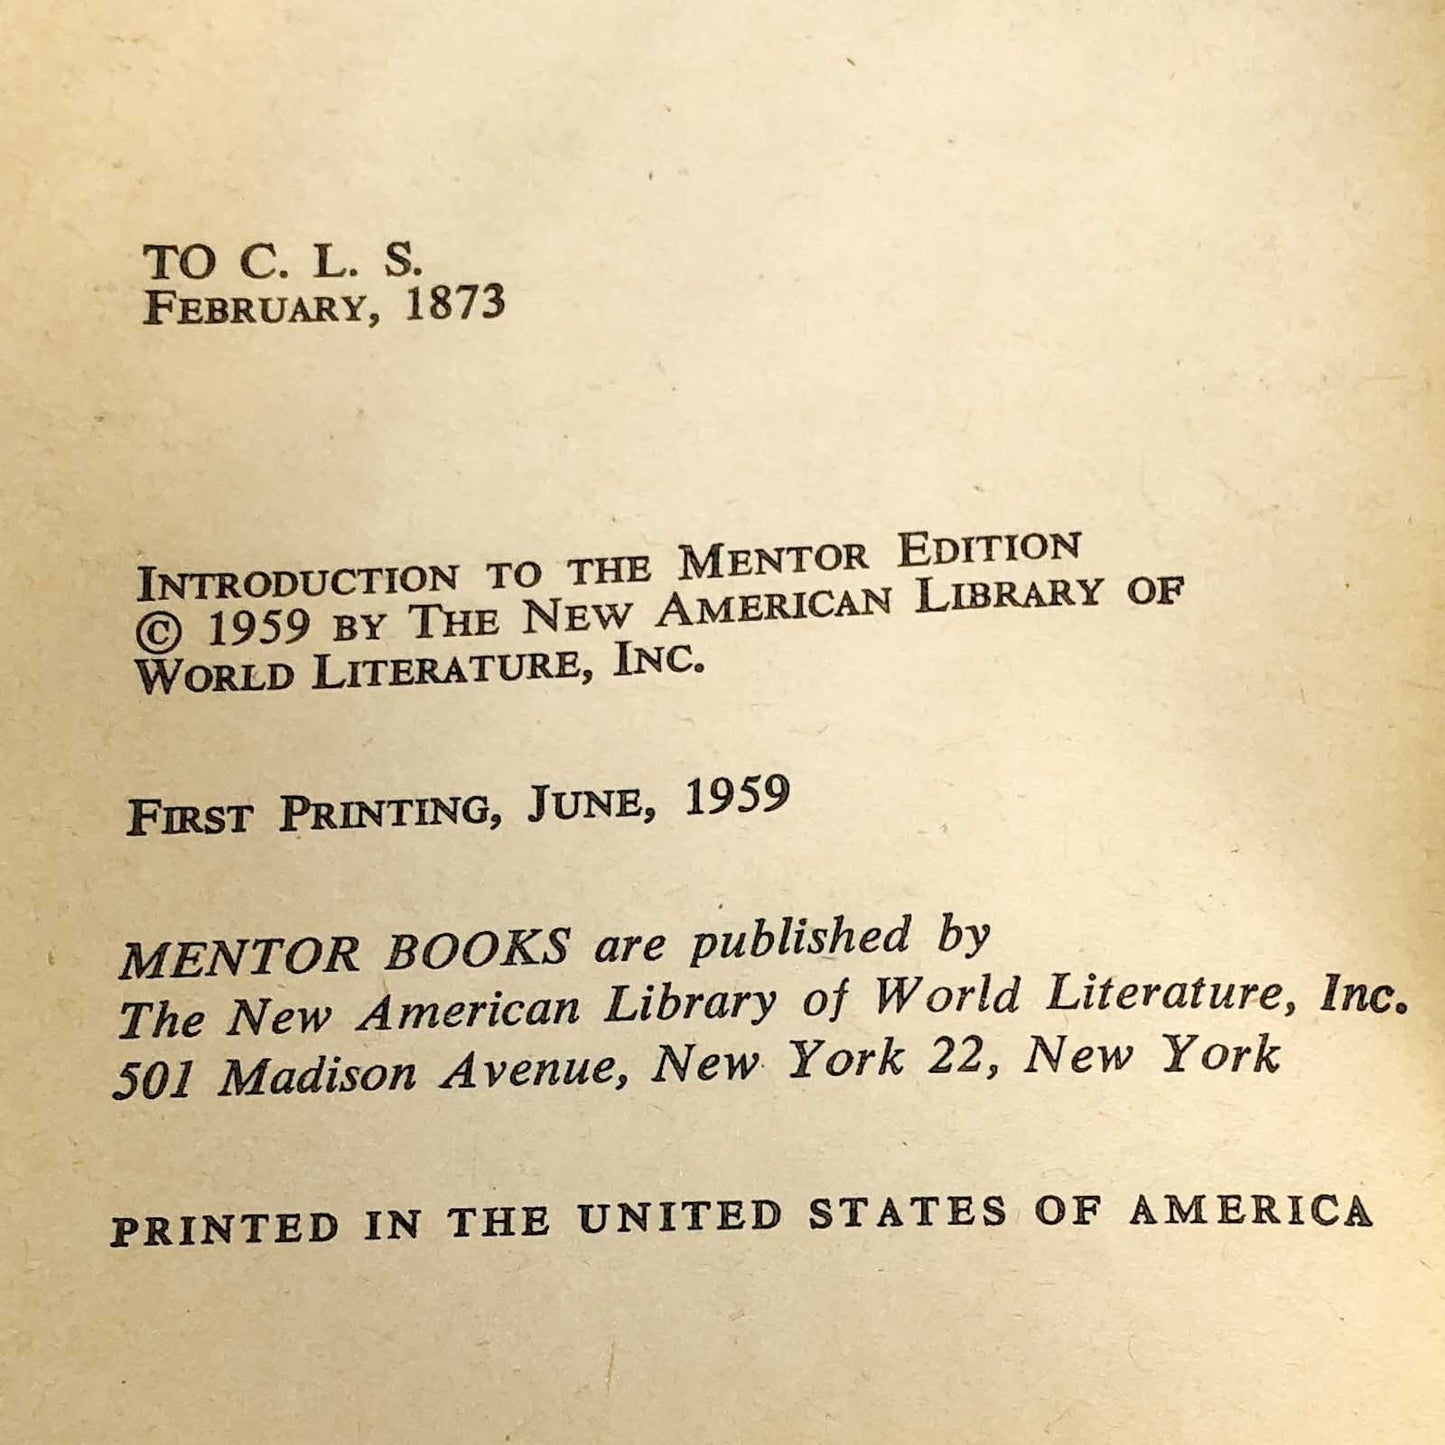 TO C. L. S.
FEBRUARY, 1873
INTRODUCTION TO THE MENTOR EDITION
© 1959 BY THE NEW AMERICAN LIBRARY OF
WORLD LITERATURE, INC.
FIRST PRINTING, JUNE, 1959
MENTOR BOOKS are published by
The New American Library of World Literature, Inc.
501 Madison Avenue, New York 22, New York
PRINTED IN THE UNITED STATES OF AMERICA